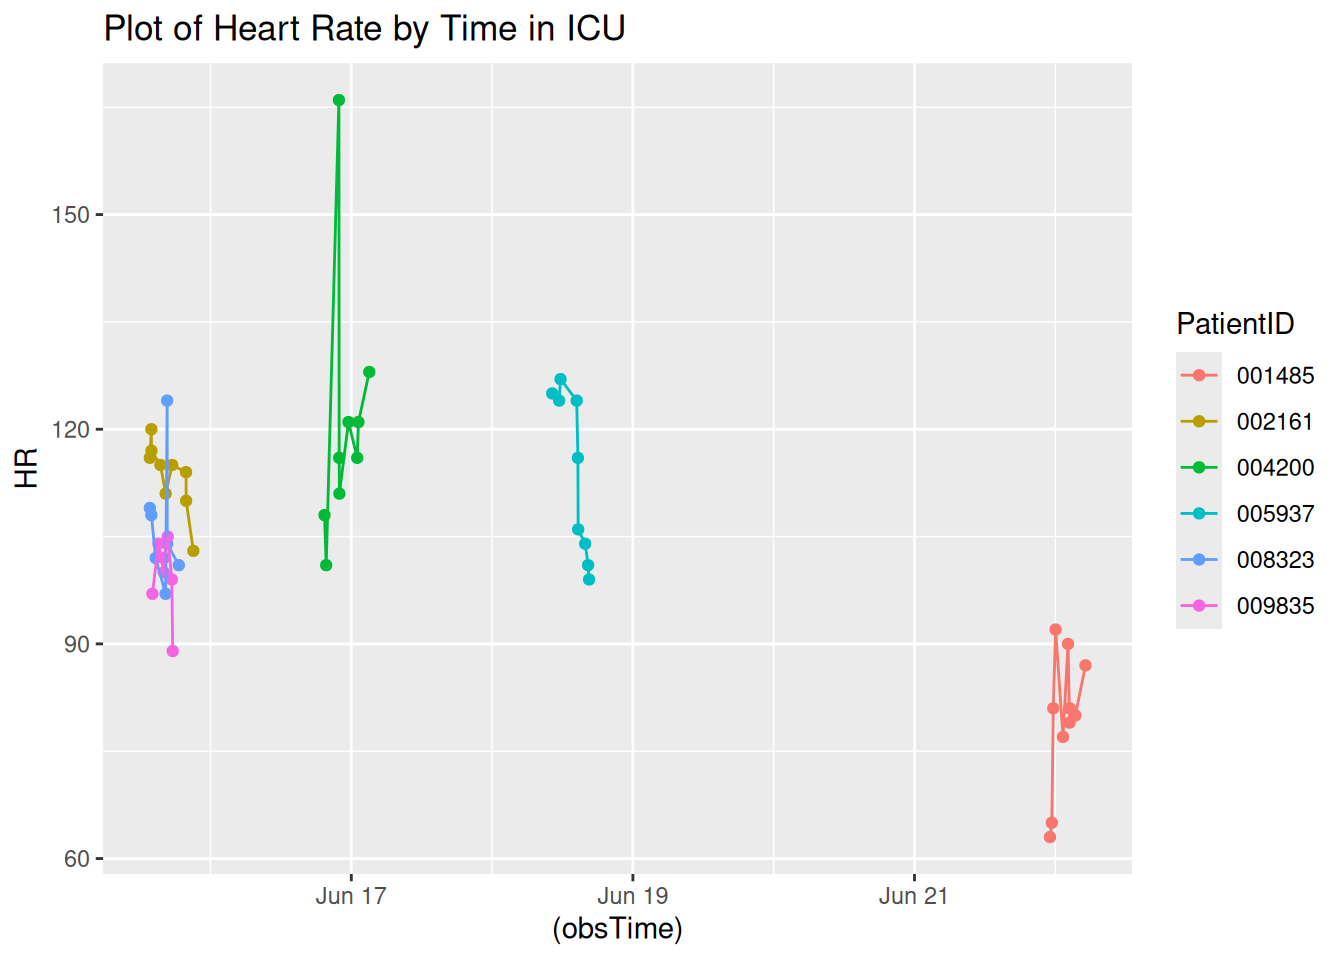 Plot of Heart Rate by Time in ICU
HR
150
120
90
60
Jun 17 Jun 19 Jun 21
(obsTime)
PatientID
001485
002161
004200
005937
008323
009835